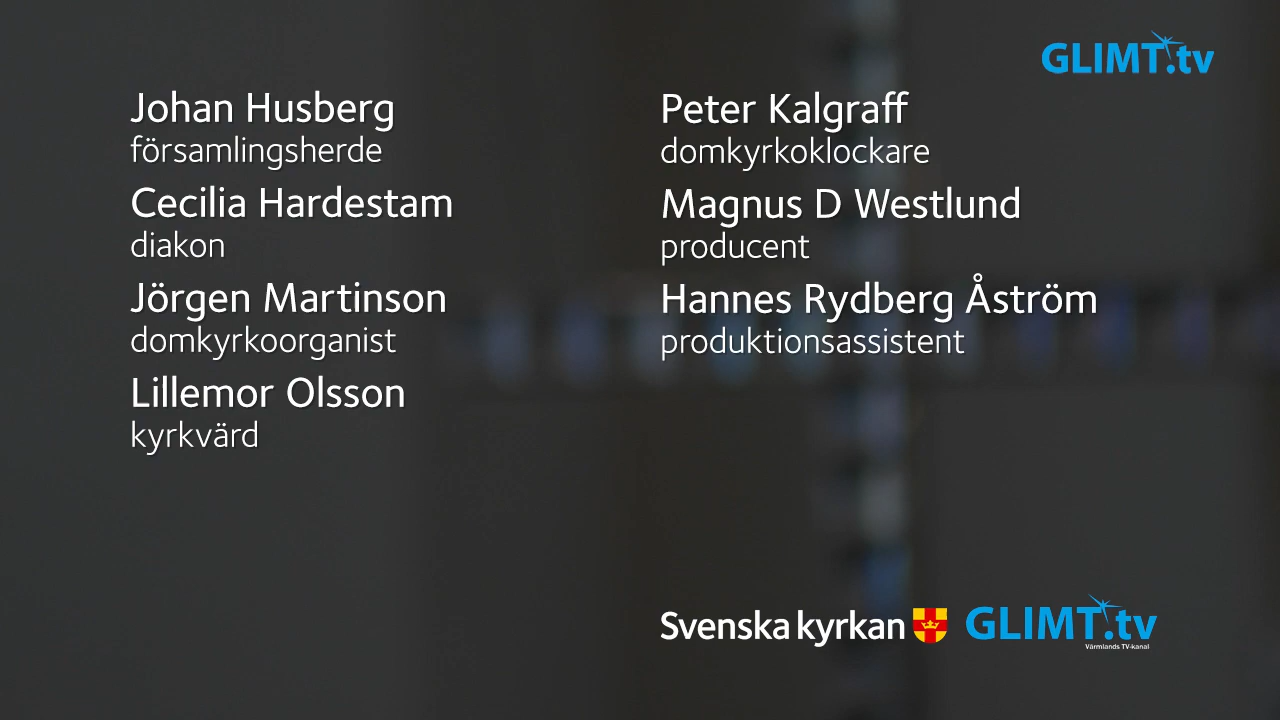 GLIMT.tv
Johan Husberg
församlingsherde
Cecilia Hardestam
diakon
Jörgen Martinson
domkyrkoorganist
Lillemor Olsson
kyrkvärd
Peter Kalgraff
domkyrkoklockare
Magnus D Westlund
producent
Hannes Rydberg Åström
produktionsassistent
Svenska kyrkan
GLIMT.tv
Värmlands TV-kanal